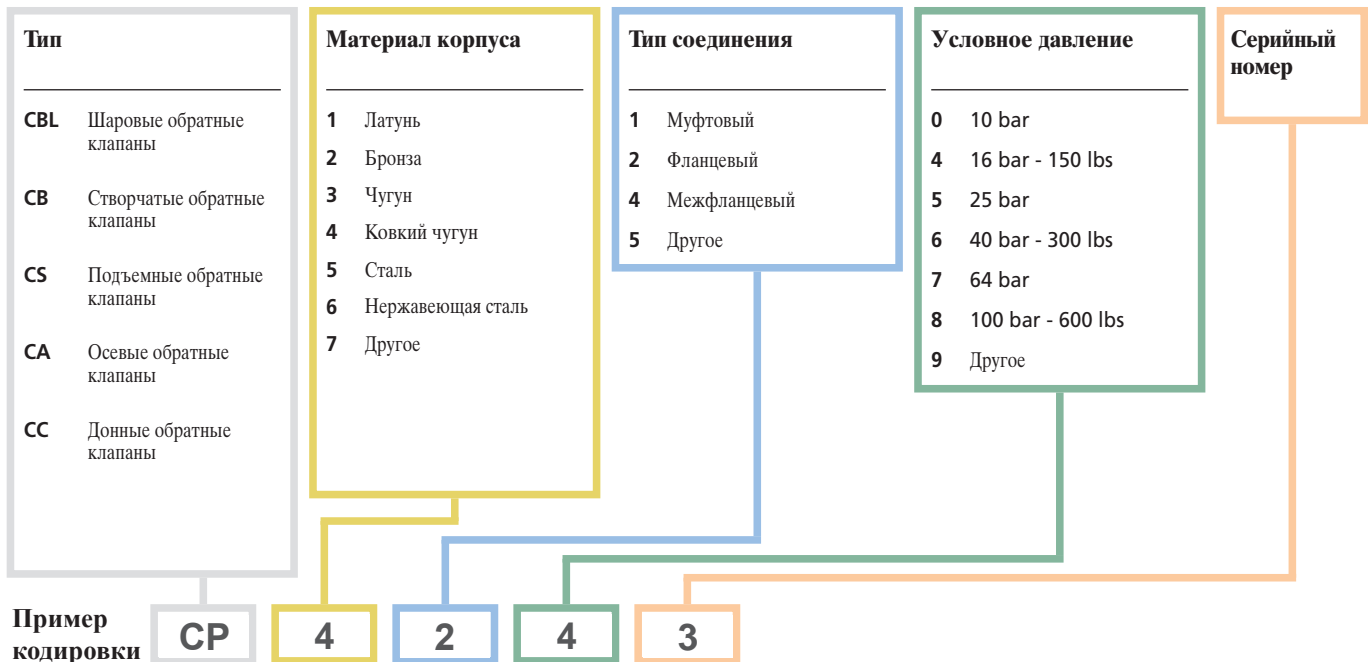 Тип
CBL Шаровые обратные
клапаны
CB Створчатые обратные
клапаны
CS Подъемные обратные
клапаны
CA Осевые обратные
клапаны
CC Донные обратные
клапаны
Материал корпуса
1 Латунь
2 Бронза
3 Чугун
4 Ковкий чугун
5 Сталь
6 Нержавеющая сталь
7 Другое
Тип соединения
1 Муфтовый
2 Фланцевый
4 Межфланцевый
5 Другое
Условное давление
0 10 bar
4 16 bar - 150 lbs
5 25 bar
6 40 bar - 300 lbs
7 64 bar
8 100 bar - 600 lbs
9 Другое
Серийный
номер
Пример
кодировки
CP 4 2 4 3